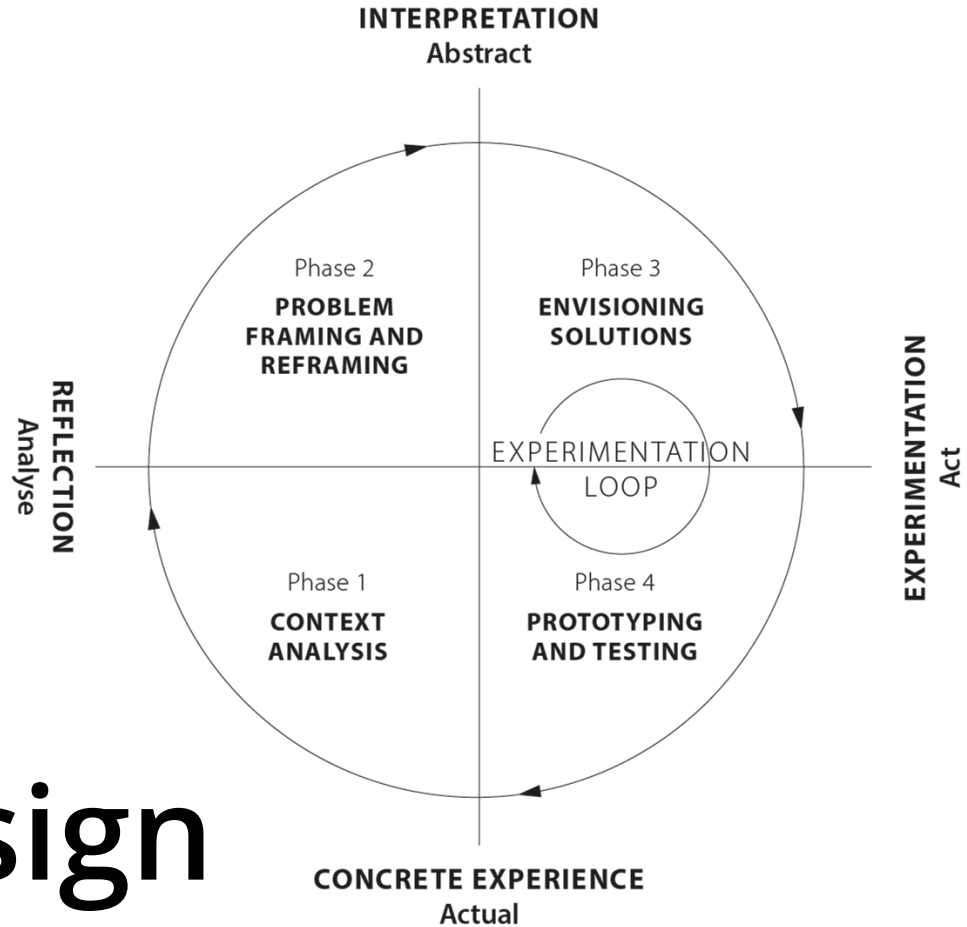 INTERPRETATION
Abstract
Phase 2
PROBLEM
FRAMING AND
REFRAMING
Phase 3
ENVISIONING
SOLUTIONS
REFLECTION
Analyse
EXPERIMENTATION
LOOP
EXPERIMENTATION
Act
Phase 1
CONTEXT
ANALYSIS
Phase 4
PROTOTYPING
AND TESTING
sign
CONCRETE EXPERIENCE
Actual